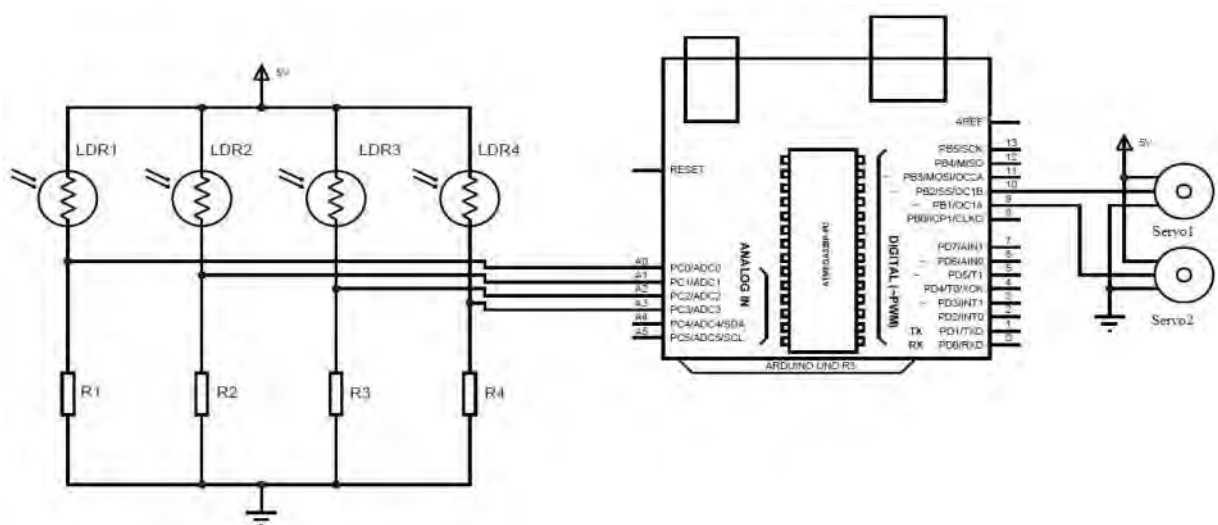 5V
LDR1
LDR2
LDR3
LDR4
R1
R2
R3
R4
RESET
AREF
PB5/SCK 13
PB4/MISO 12
PB3/MOSI/OC2A 11
PB2/SS/OC1B 10
PB1/OC1A 9
PB0/ICP1/CLKO 8
A0 PC0/ADC0
A1 PC1/ADC1
A2 PC2/ADC2
A3 PC3/ADC3
A4 PC4/ADC4/SDA
A5 PC5/ADC5/SCL
ANALOG IN
ATMEGA328P-PU
DIGITAL (~PWM)
PD7/AIN1 7
~ PD6/AIN0 6
~ PD5/T1 5
PD4/T0/XCK 4
~ PD3/INT1 3
PD2/INT0 2
TX PD1/TXD 1
RX PD0/RXD 0
ARDUINO UNO R3
5V
Servo1
Servo2